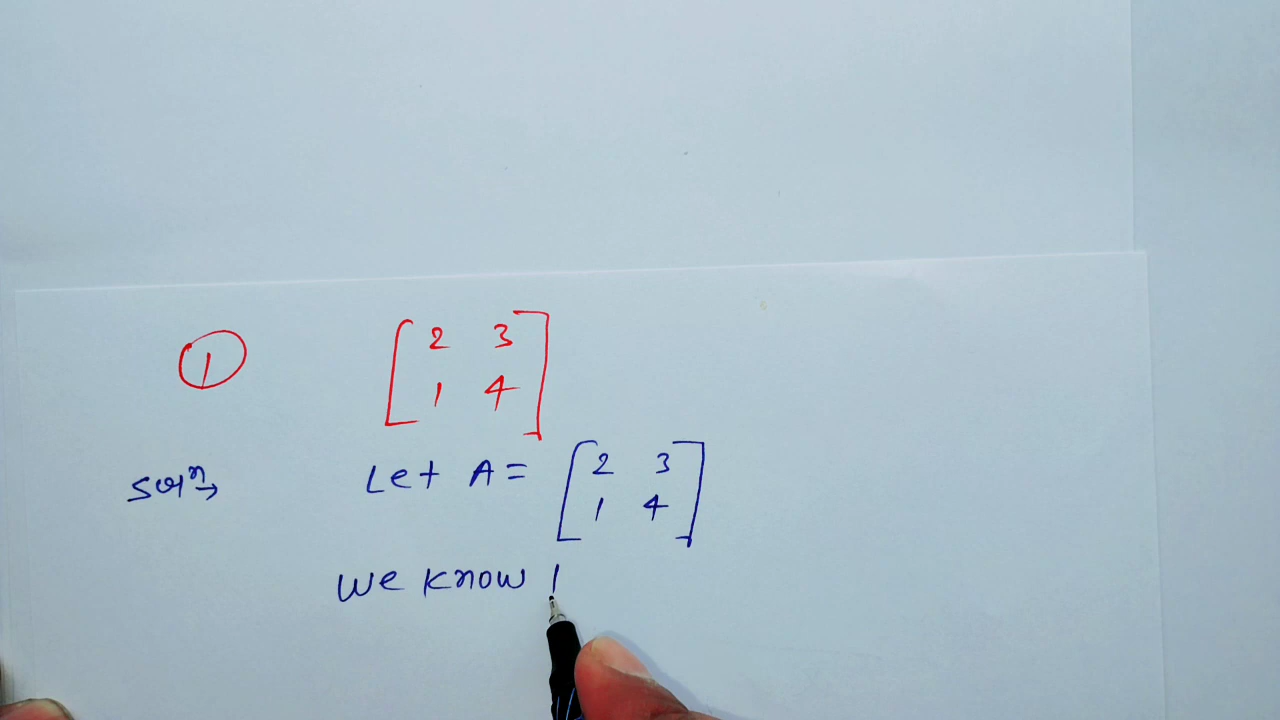 1 [2 3
1 4]
Solⁿ→ Let A = [2 3
1 4]
We know